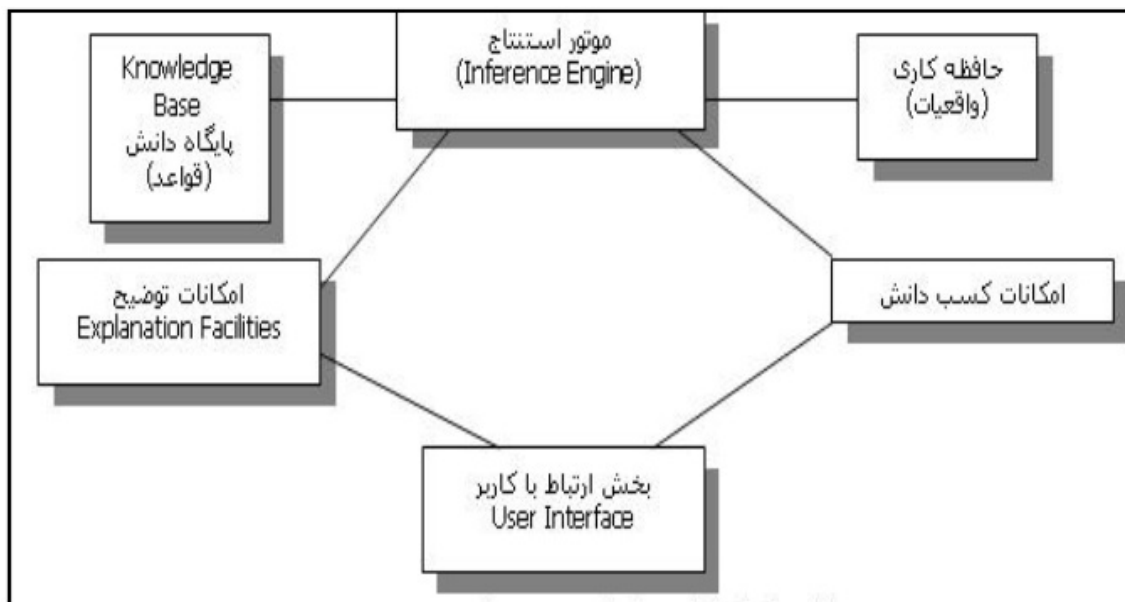 موتور استنتاج
(Inference Engine)
Knowledge
Base
پایگاه دانش
(قواعد)
حافظه کاری
(واقعیات)
امکانات توضیح
Explanation Facilities
امکانات کسب دانش
بخش ارتباط با کاربر
User Interface